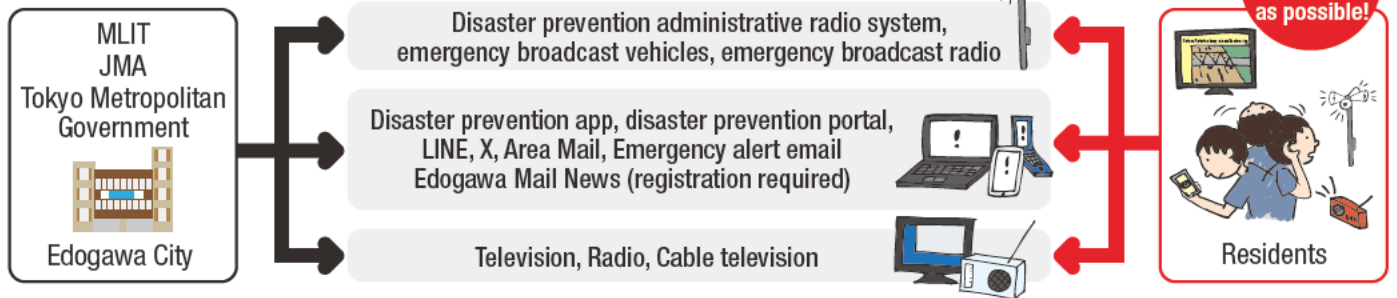 MLIT
JMA
Tokyo Metropolitan
Government
Edogawa City
Disaster prevention administrative radio system,
emergency broadcast vehicles, emergency broadcast radio
Disaster prevention app, disaster prevention portal,
LINE, X, Area Mail, Emergency alert email
Edogawa Mail News (registration required)
!
!
!
Television, Radio, Cable television
as possible!
Residents